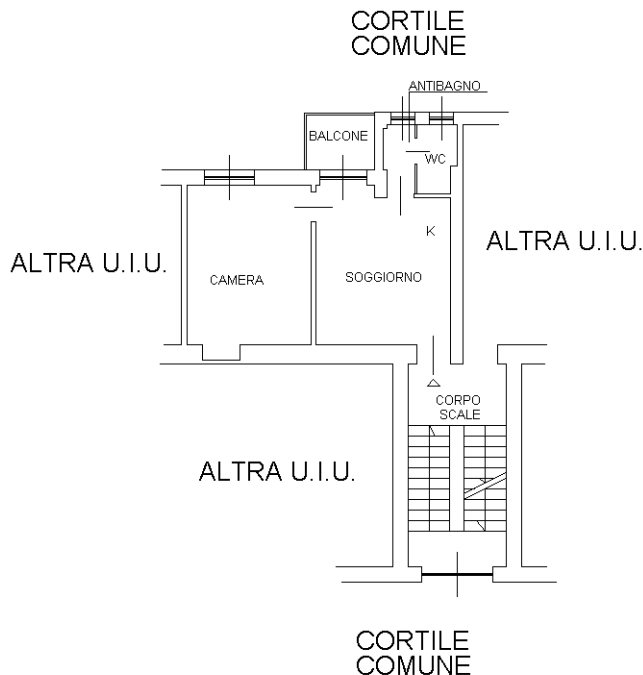 CORTILE
COMUNE
ANTIBAGNO
BALCONE
WC
K
ALTRA U.I.U.
ALTRA U.I.U.
CAMERA
SOGGIORNO
CORPO
SCALE
ALTRA U.I.U.
CORTILE
COMUNE